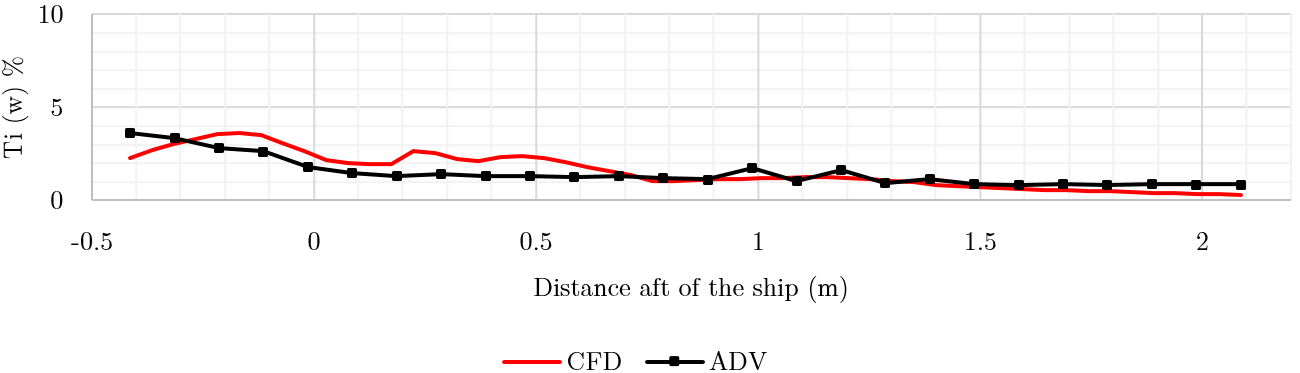 10
5
0
Ti (w) %
-0.5 0 0.5 1 1.5 2
Distance aft of the ship (m)
CFD ADV